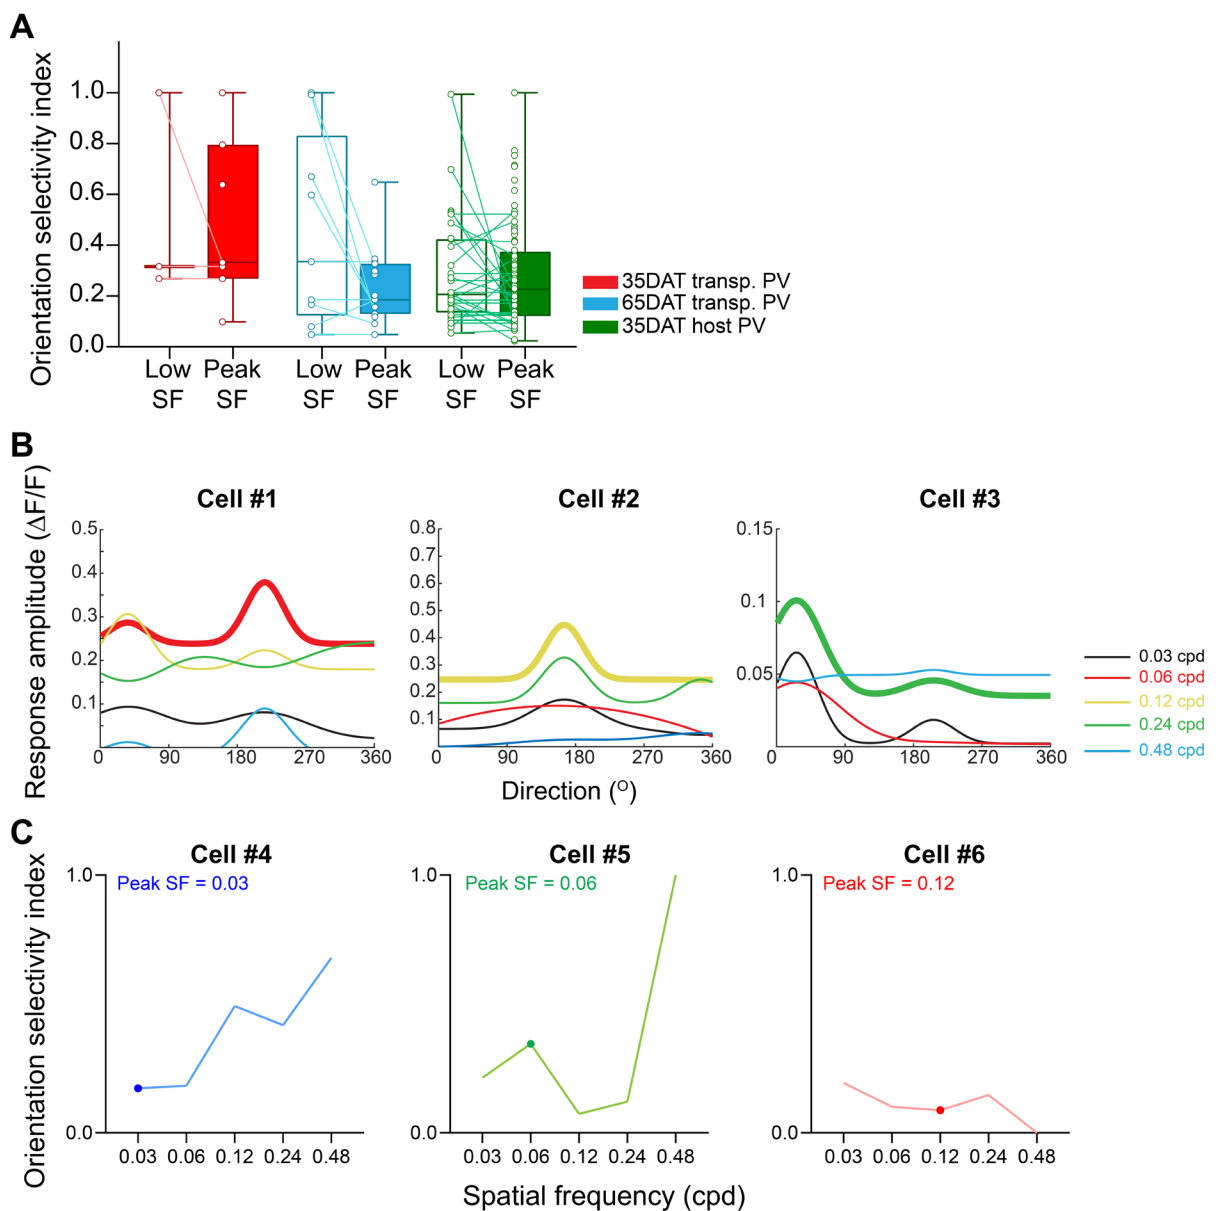 A
Orientation selectivity index
1.0
0.8
0.6
0.4
0.2
0.0
Low SF
Peak SF
Low SF
Peak SF
Low SF
Peak SF
35DAT transp. PV
65DAT transp. PV
35DAT host PV
B
Response amplitude (ΔF/F)
Cell #1
0.5
0.4
0.3
0.2
0.1
0 90 180 270 360
Cell #2
0.8
0.7
0.6
0.5
0.4
0.3
0.2
0.1
0 90 180 270 360
Cell #3
0.15
0.1
0.05
0 90 180 270 360
Direction (O)
0.03 cpd
0.06 cpd
0.12 cpd
0.24 cpd
0.48 cpd
C
Orientation selectivity index
Cell #4
1.0
Peak SF = 0.03
0.0
0.03 0.06 0.12 0.24 0.48
Cell #5
1.0
Peak SF = 0.06
0.0
0.03 0.06 0.12 0.24 0.48
Cell #6
1.0
Peak SF = 0.12
0.0
0.03 0.06 0.12 0.24 0.48
Spatial frequency (cpd)